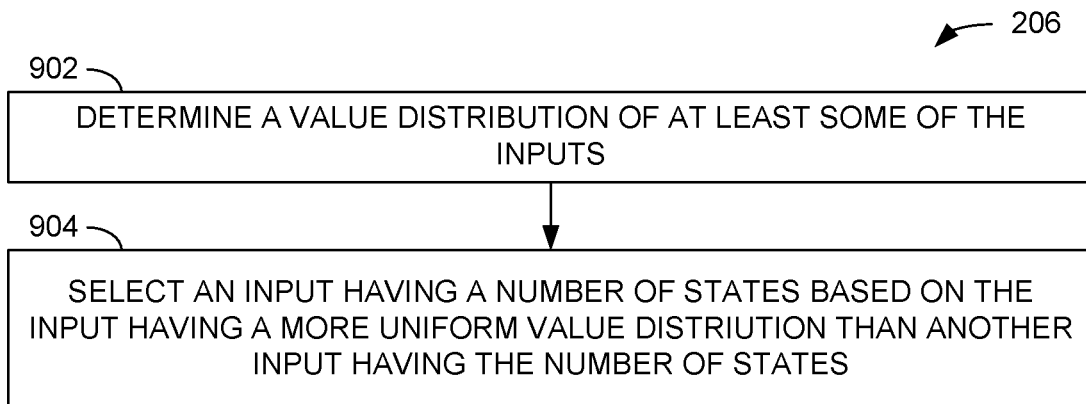 206
902
DETERMINE A VALUE DISTRIBUTION OF AT LEAST SOME OF THE
INPUTS
904
SELECT AN INPUT HAVING A NUMBER OF STATES BASED ON THE
INPUT HAVING A MORE UNIFORM VALUE DISTRIUTION THAN ANOTHER
INPUT HAVING THE NUMBER OF STATES